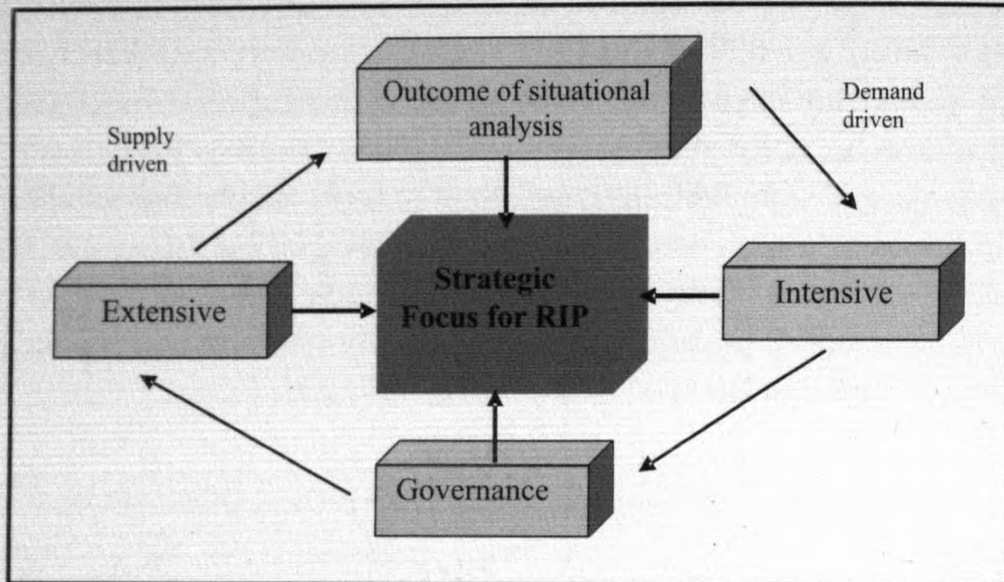 Outcome of situational
analysis
Supply
driven
Demand
driven
Extensive
Strategic
Focus for RIP
Intensive
Governance